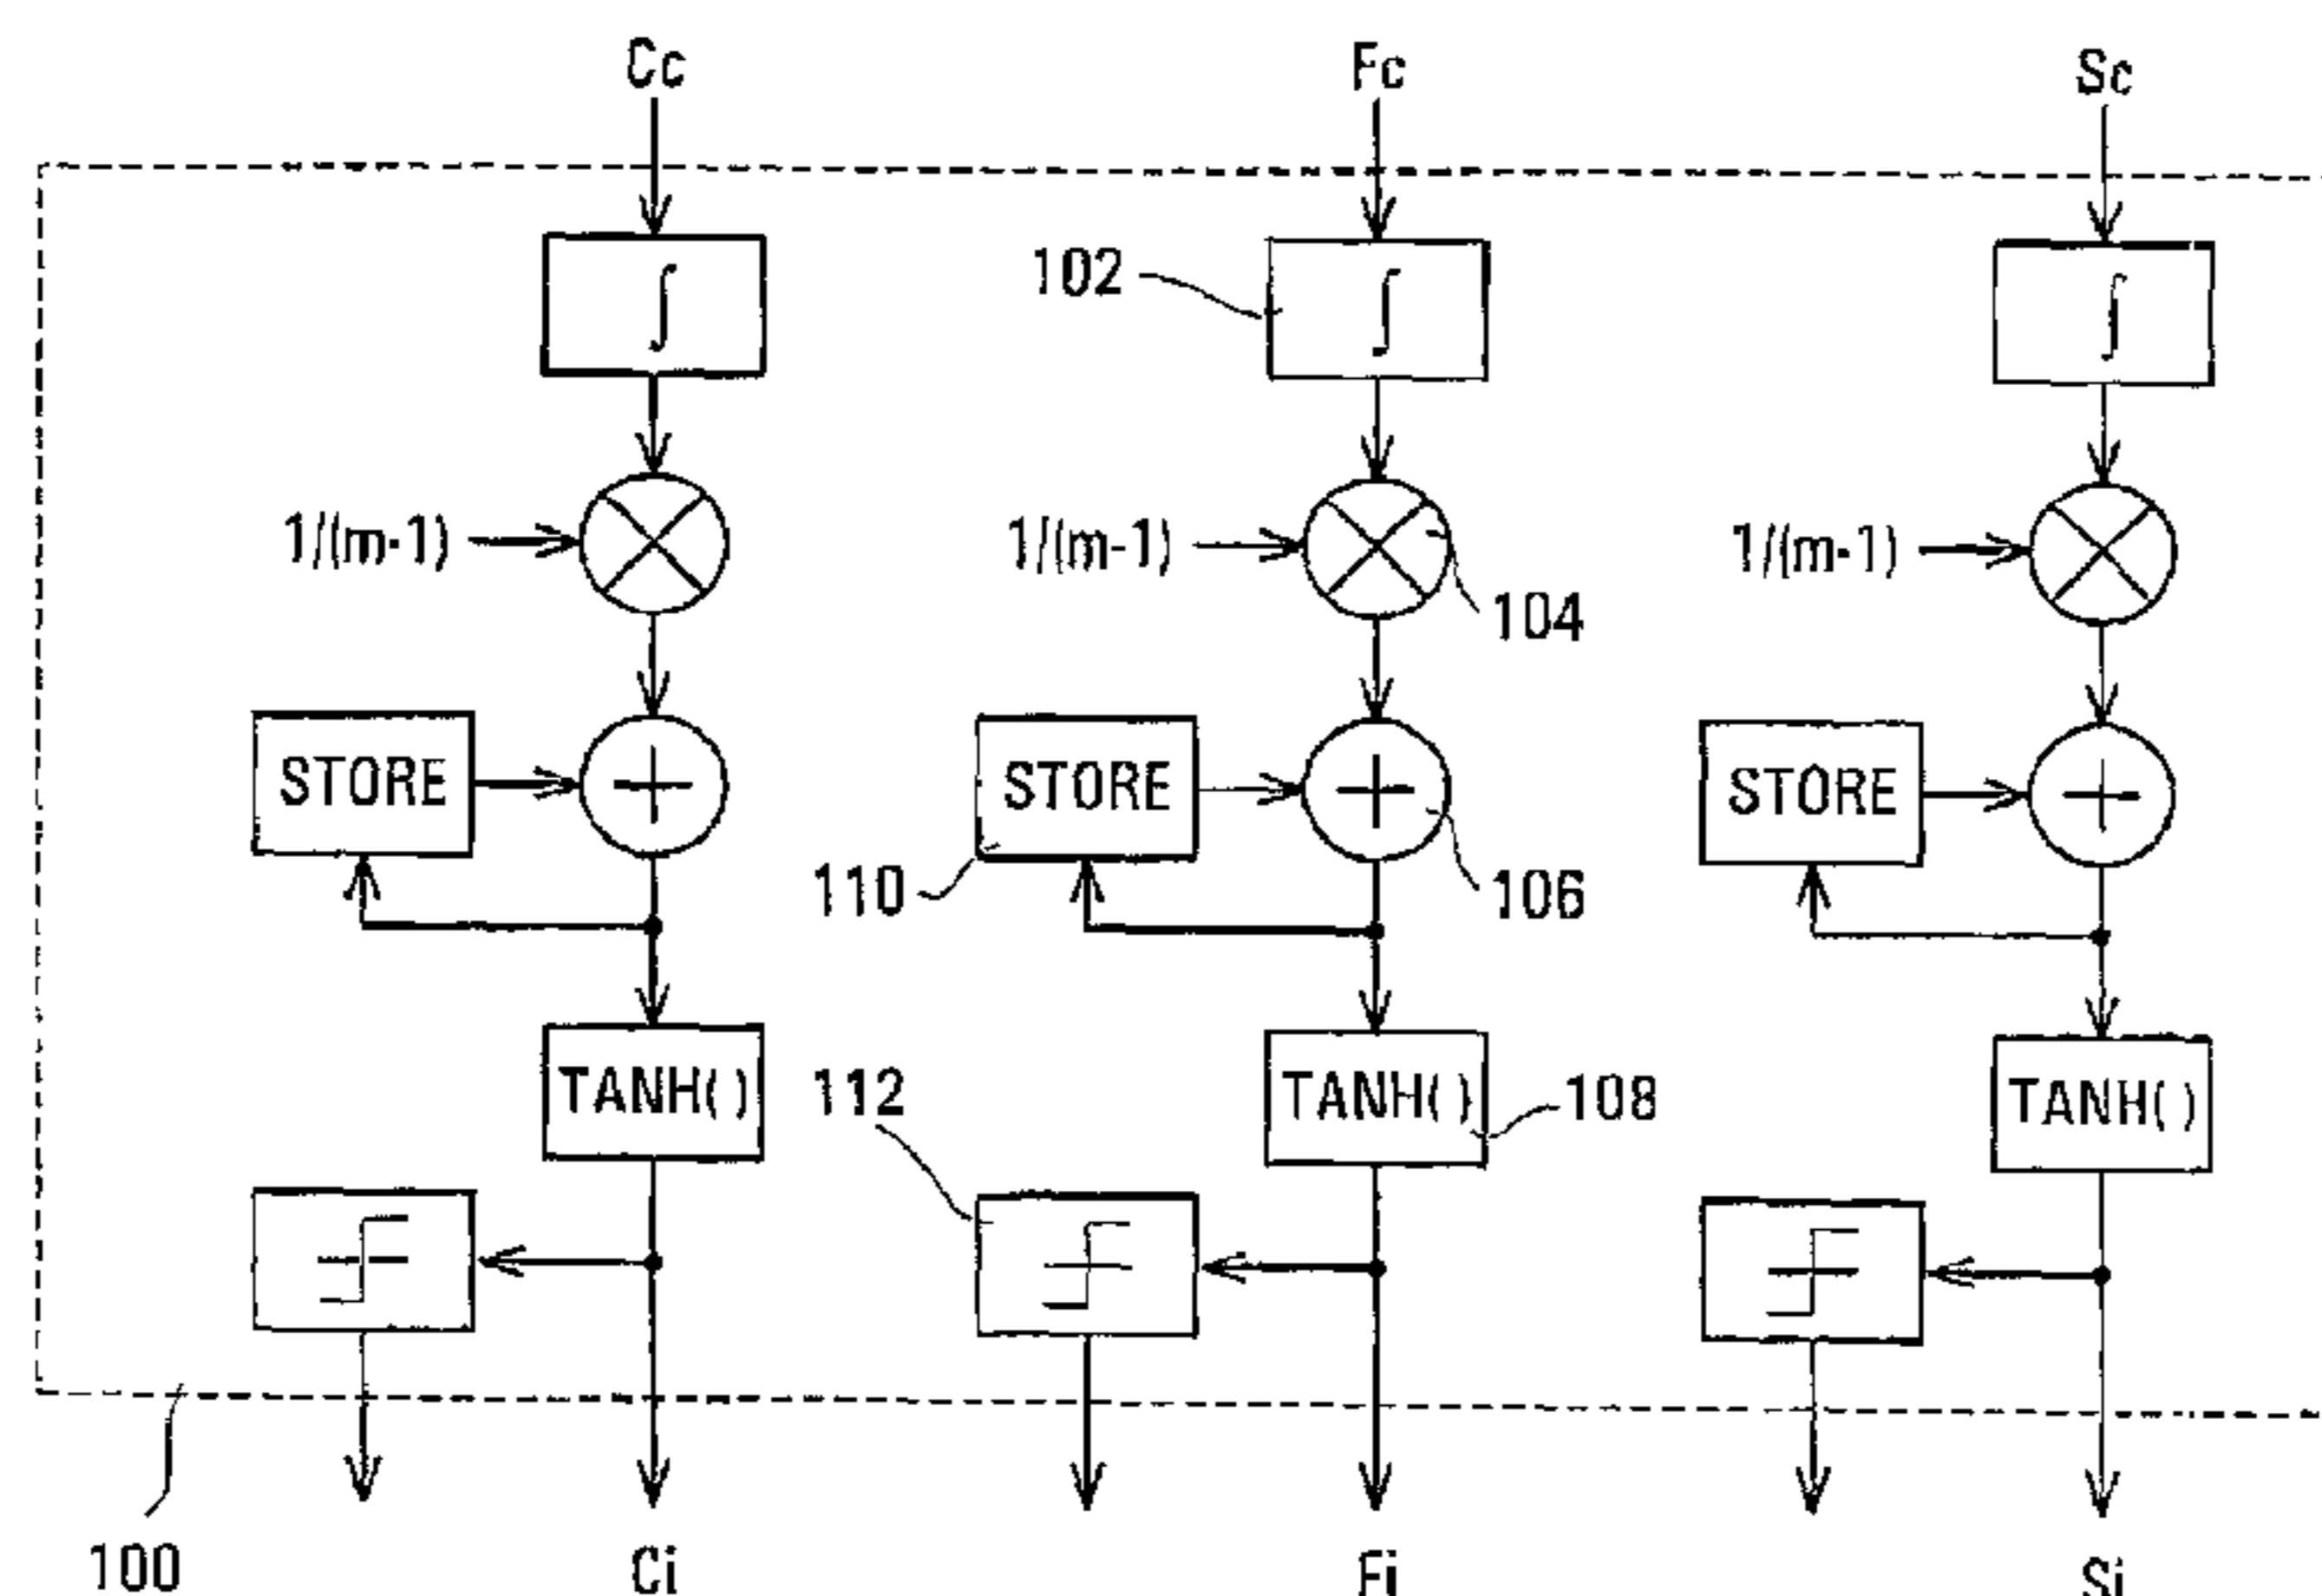 Cc Fc Sc
102
∫ ∫ ∫
1/(m-1) 1/(m-1) 1/(m-1)
104
STORE STORE STORE
110 106
TANH() 112 TANH() 108 TANH()
100 Ci Fi Si